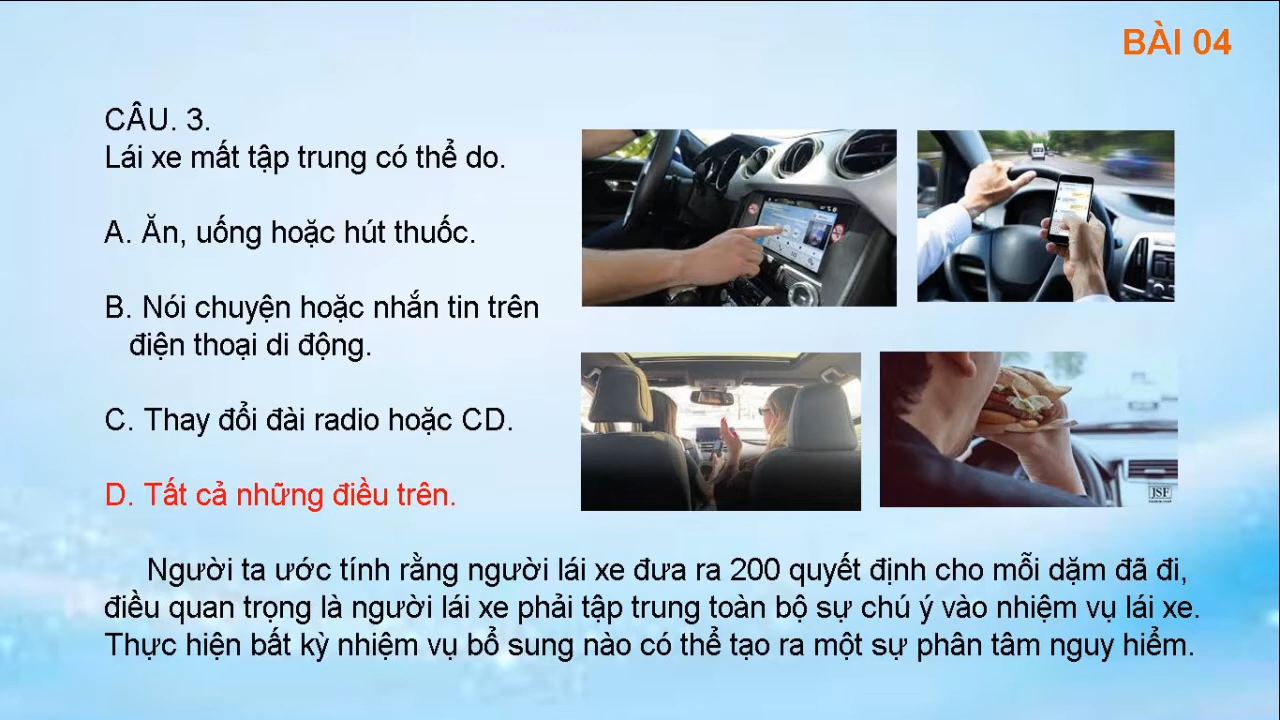 BÀI 04
CÂU. 3.
Lái xe mất tập trung có thể do.
A. Ăn, uống hoặc hút thuốc.
B. Nói chuyện hoặc nhắn tin trên
điện thoại di động.
C. Thay đổi đài radio hoặc CD.
D. Tất cả những điều trên.
JSF
Người ta ước tính rằng người lái xe đưa ra 200 quyết định cho mỗi dặm đã đi,
điều quan trọng là người lái xe phải tập trung toàn bộ sự chú ý vào nhiệm vụ lái xe.
Thực hiện bất kỳ nhiệm vụ bổ sung nào có thể tạo ra một sự phân tâm nguy hiểm.